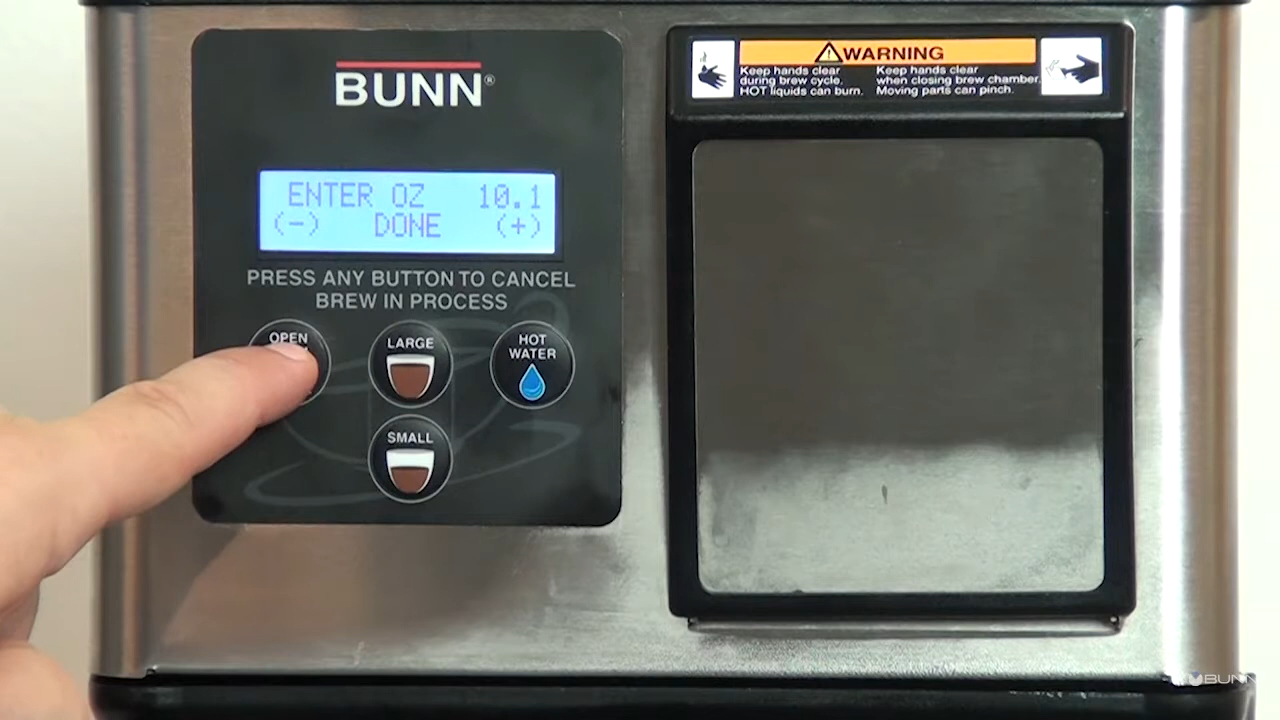 BUNN®
ENTER OZ 10.1
(-) DONE (+)
PRESS ANY BUTTON TO CANCEL
BREW IN PROCESS
OPEN
LARGE
HOT
WATER
SMALL
WARNING
Keep hands clear
during brew cycle.
HOT liquids can burn.
Keep hands clear
when closing brew chamber.
Moving parts can pinch.
BUNN